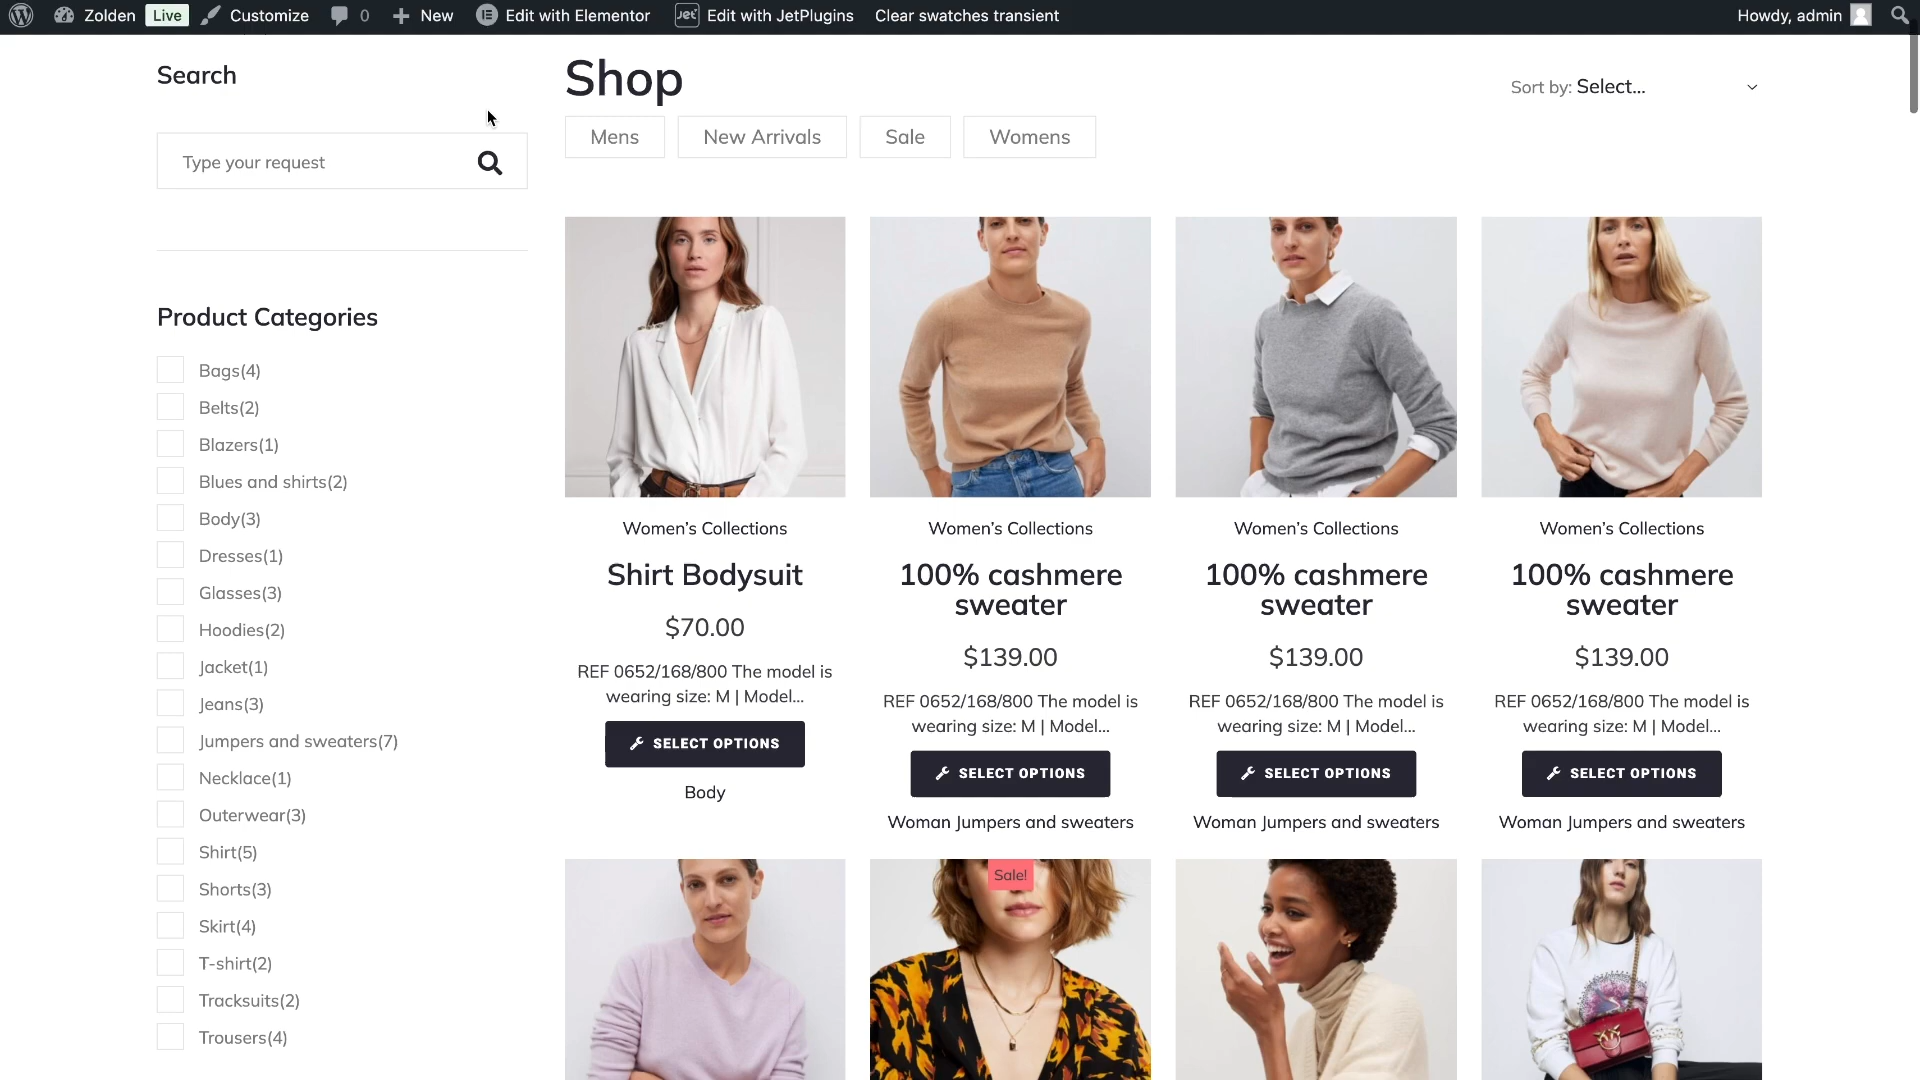 Zolden Live Customize 0 New Edit with Elementor Jet Edit with JetPlugins Clear swatches transient Howdy, admin
Search
Type your request
Product Categories
Bags(4)
Belts(2)
Blazers(1)
Blues and shirts(2)
Body(3)
Dresses(1)
Glasses(3)
Hoodies(2)
Jacket(1)
Jeans(3)
Jumpers and sweaters(7)
Necklace(1)
Outerwear(3)
Shirt(5)
Shorts(3)
Skirt(4)
T-shirt(2)
Tracksuits(2)
Trousers(4)
Shop
Sort by: Select...
Mens New Arrivals Sale Womens
Women's Collections
Shirt Bodysuit
$70.00
REF 0652/168/800 The model is
wearing size: M | Model...
SELECT OPTIONS
Body
Women's Collections
100% cashmere
sweater
$139.00
REF 0652/168/800 The model is
wearing size: M | Model...
SELECT OPTIONS
Woman Jumpers and sweaters
Women's Collections
100% cashmere
sweater
$139.00
REF 0652/168/800 The model is
wearing size: M | Model...
SELECT OPTIONS
Woman Jumpers and sweaters
Women's Collections
100% cashmere
sweater
$139.00
REF 0652/168/800 The model is
wearing size: M | Model...
SELECT OPTIONS
Woman Jumpers and sweaters
Sale!